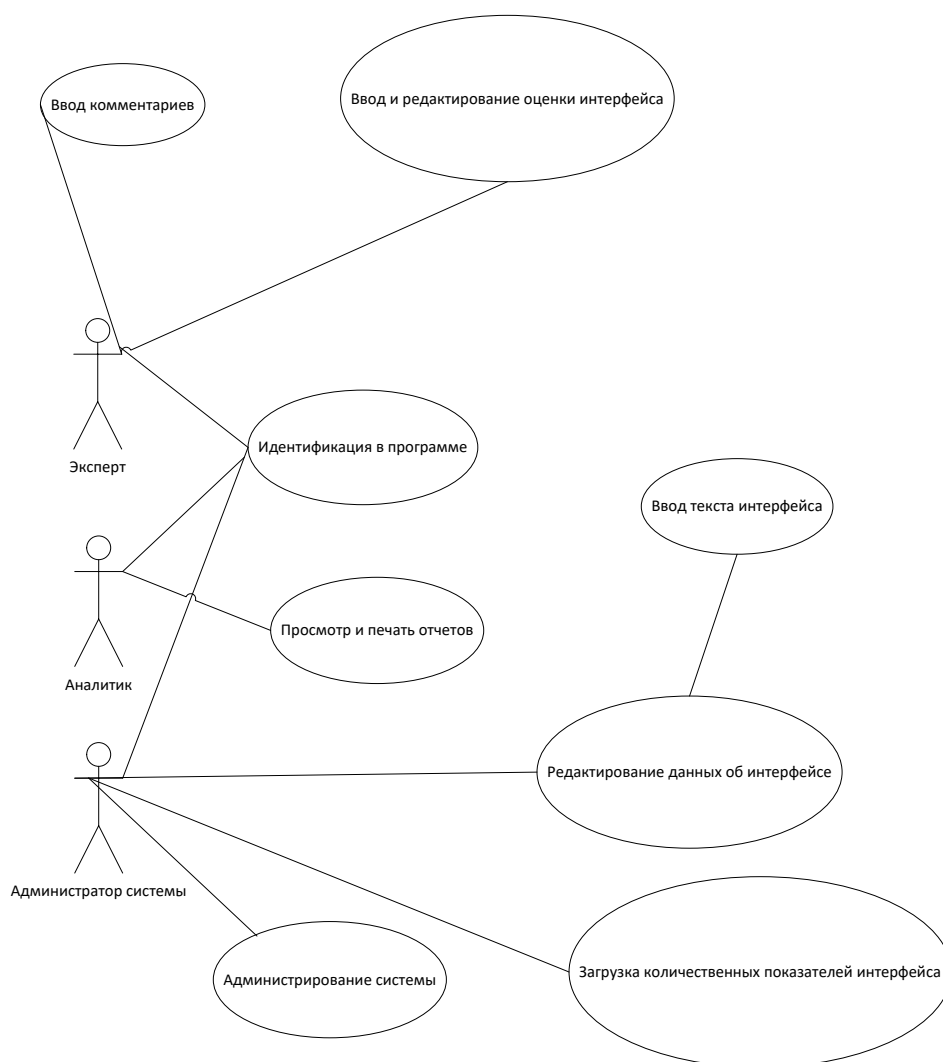 Ввод комментариев
Ввод и редактирование оценки интерфейса
Эксперт
Идентификация в программе
Ввод текста интерфейса
Просмотр и печать отчетов
Аналитик
Редактирование данных об интерфейсе
Администратор системы
Администрирование системы
Загрузка количественных показателей интерфейса